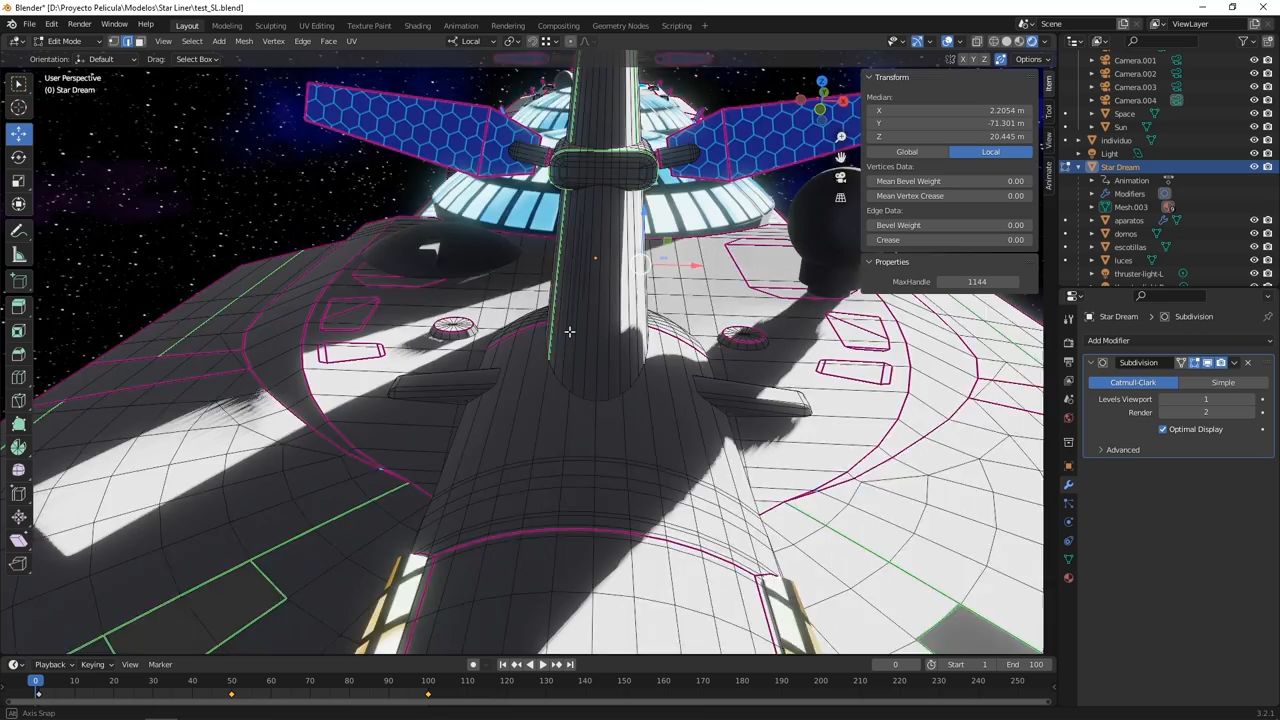 Blender* [D:\Proyecto Pelicula\Modelos\Star Liner\test_SL.blend]
File Edit Render Window Help Layout Modeling Sculpting UV Editing Texture Paint Shading Animation Rendering Compositing Geometry Nodes Scripting + Scene ViewLayer
Edit Mode View Select Add Mesh Vertex Edge Face UV Local
Orientation: Default Drag: Select Box X Y Z Options
User Perspective
(0) Star Dream
Transform
Median:
X 2.2054 m
Y -71.301 m
Z 20.445 m
Global Local
Vertices Data:
Mean Bevel Weight 0.00
Mean Vertex Crease 0.00
Edge Data:
Bevel Weight 0.00
Crease 0.00
Properties
MaxHandle 1144
Item
Tool
View
Animate
Camera.001
Camera.002
Camera.003
Camera.004
Space
Sun
individuo
Light
Star Dream
Animation
Modifiers
Mesh.003
aparatos
domos
escotillas
luces
thruster-light-L
Star Dream > Subdivision
Add Modifier
Subdivision
Catmull-Clark Simple
Levels Viewport 1
Render 2
Optimal Display
Advanced
Playback Keying View Marker 0 Start 1 End 100
0 10 20 30 40 50 60 70 80 90 100 110 120 130 140 150 160 170 180 190 200 210 220 230 240 250
Axis Snap 3.2.1